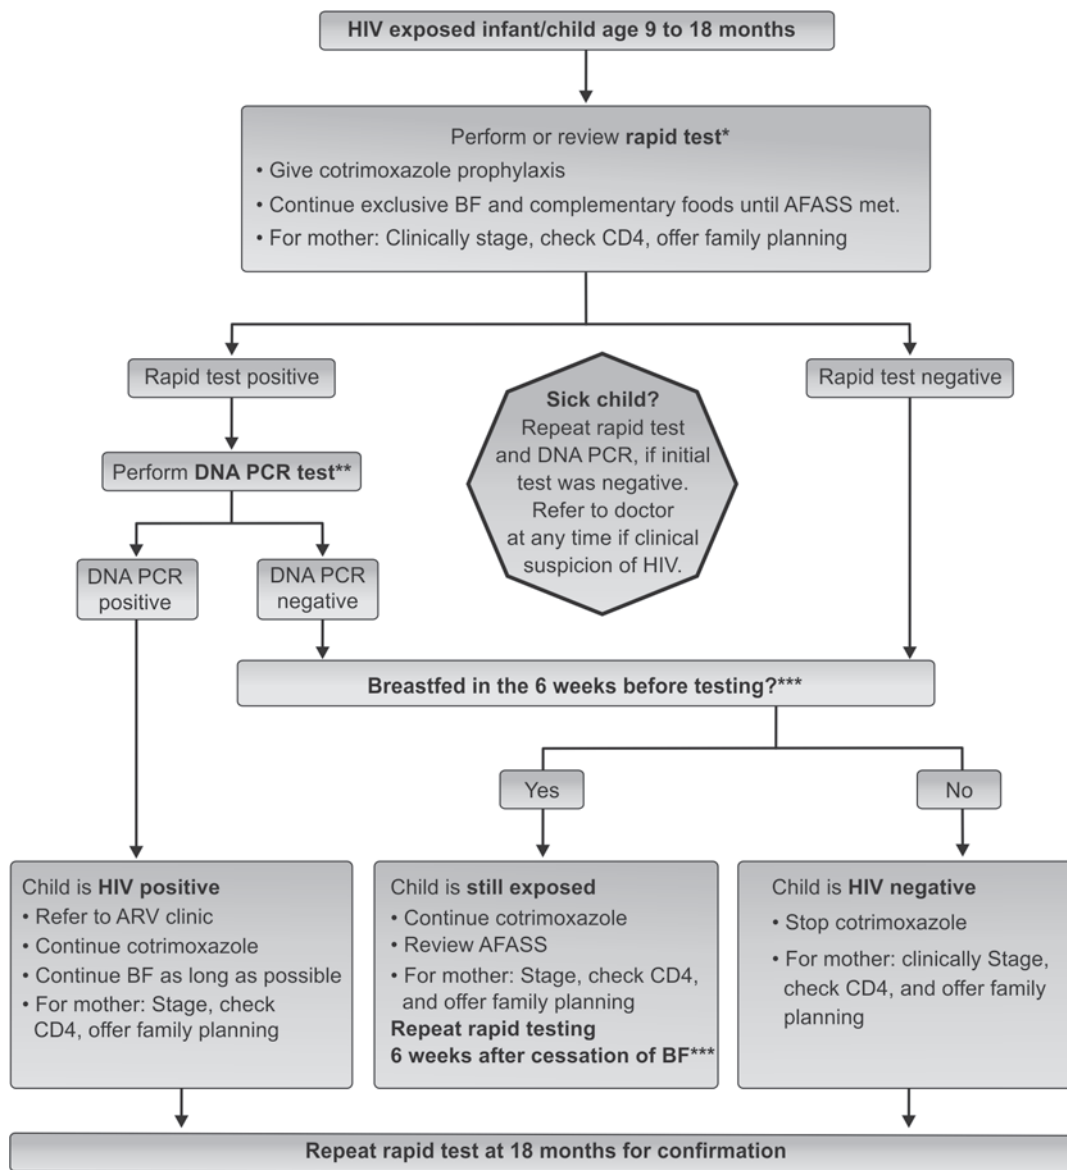 HIV exposed infant/child age 9 to 18 months
Perform or review rapid test*
• Give cotrimoxazole prophylaxis
• Continue exclusive BF and complementary foods until AFASS met.
• For mother: Clinically stage, check CD4, offer family planning
Rapid test positive
Sick child?
Repeat rapid test
and DNA PCR, if initial
test was negative.
Refer to doctor
at any time if clinical
suspicion of HIV.
Rapid test negative
Perform DNA PCR test**
DNA PCR
positive
DNA PCR
negative
Breastfed in the 6 weeks before testing?***
Yes
No
Child is HIV positive
• Refer to ARV clinic
• Continue cotrimoxazole
• Continue BF as long as possible
• For mother: Stage, check
CD4, offer family planning
Child is still exposed
• Continue cotrimoxazole
• Review AFASS
• For mother: Stage, check CD4,
and offer family planning
Repeat rapid testing
6 weeks after cessation of BF***
Child is HIV negative
• Stop cotrimoxazole
• For mother: clinically Stage,
check CD4, and offer family
planning
Repeat rapid test at 18 months for confirmation